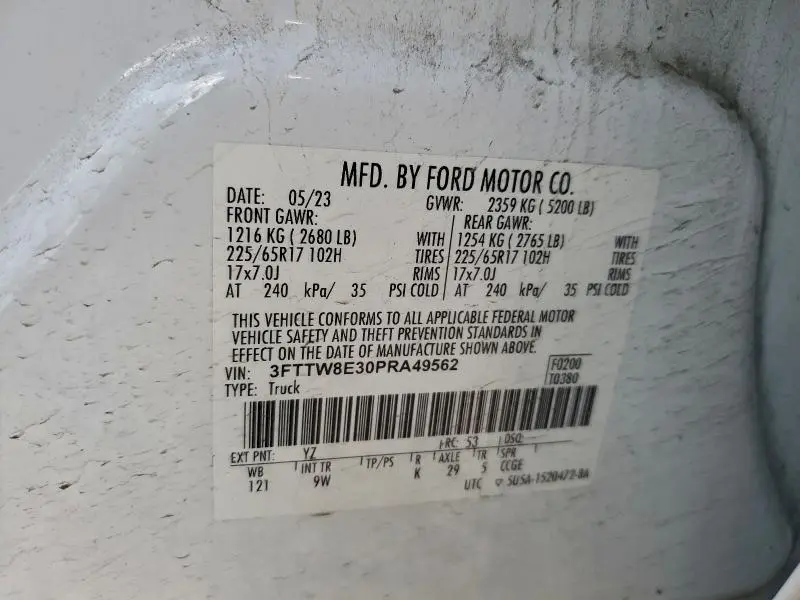 MFD. BY FORD MOTOR CO.
DATE: 05/23 GVWR: 2359 KG ( 5200 LB)
FRONT GAWR: REAR GAWR:
1216 KG ( 2680 LB) WITH 1254 KG ( 2765 LB) WITH
225/65R17 102H TIRES 225/65R17 102H TIRES
17x7.0J RIMS 17x7.0J RIMS
AT 240 kPa/ 35 PSI COLD AT 240 kPa/ 35 PSI COLD
THIS VEHICLE CONFORMS TO ALL APPLICABLE FEDERAL MOTOR
VEHICLE SAFETY AND THEFT PREVENTION STANDARDS IN
EFFECT ON THE DATE OF MANUFACTURE SHOWN ABOVE.
VIN: 3FTTW8E30PRA49562 F0200
TYPE: Truck T0380
EXT PNT: YZ RC: 53 DSO:
WB INT TR TP/PS R AXLE TR SPR
121 9W K 29 5 CCGE
UTC SUSA-1520472-BA